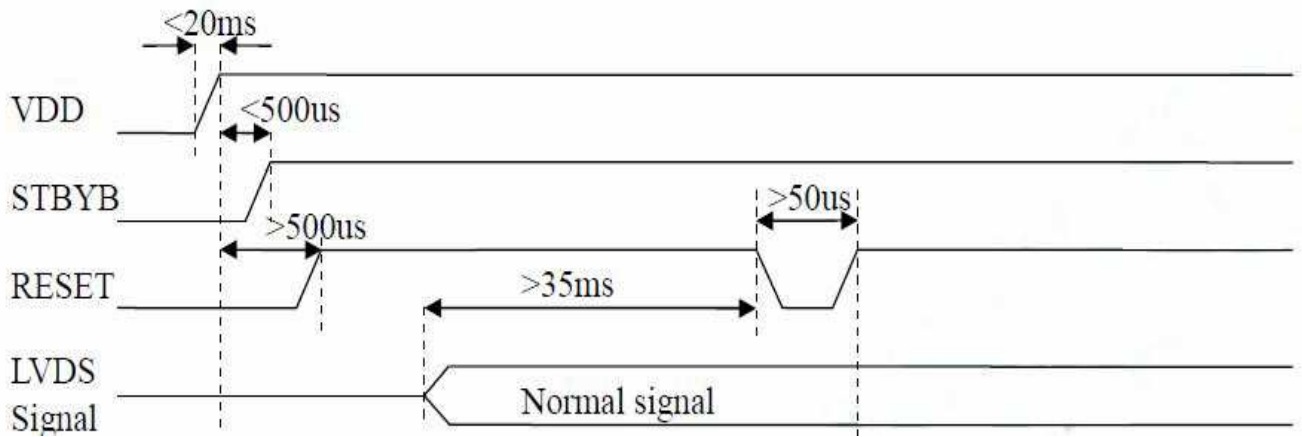 <20ms
VDD
<500us
STBYB
>50us
>500us
RESET
>35ms
LVDS
Signal
Normal signal